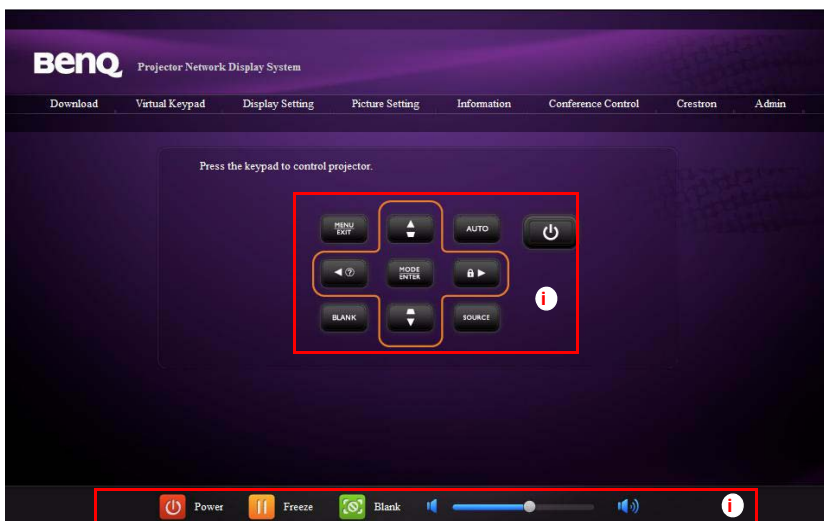 BenQ Projector Network Display System
Download Virtual Keypad Display Setting Picture Setting Information Conference Control Crestron Admin
Press the keypad to control projector.
MENU
EXIT
AUTO
?
MODE
ENTER
BLANK
SOURCE
i
Power Freeze Blank i